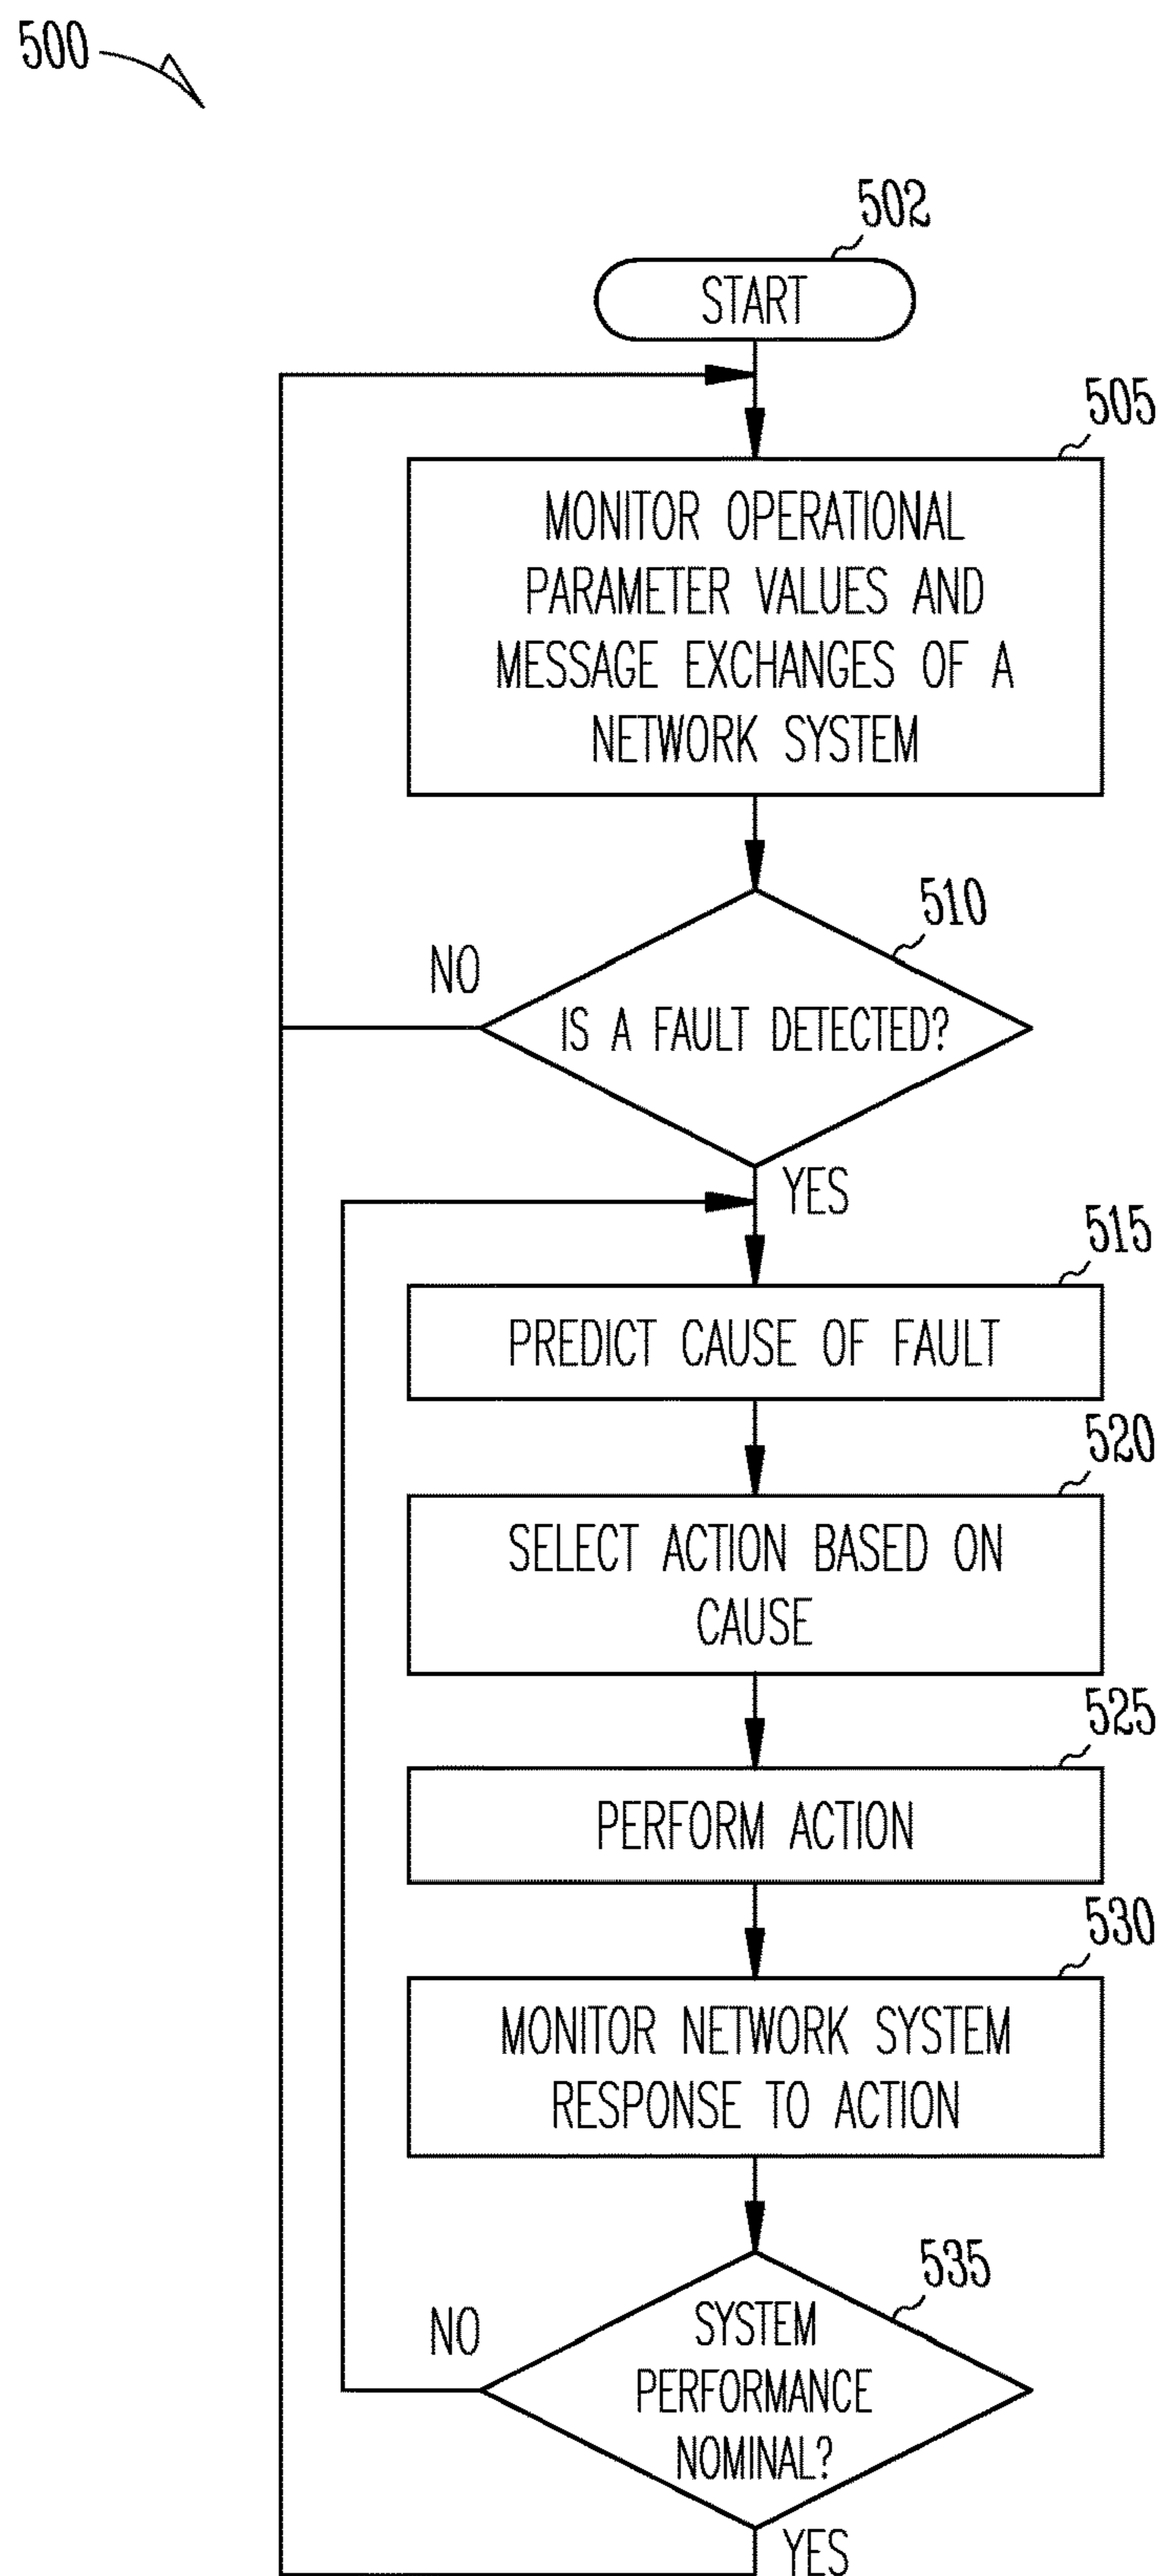 500
502
START
505
MONITOR OPERATIONAL
PARAMETER VALUES AND
MESSAGE EXCHANGES OF A
NETWORK SYSTEM
510
NO
IS A FAULT DETECTED?
YES
515
PREDICT CAUSE OF FAULT
520
SELECT ACTION BASED ON
CAUSE
525
PERFORM ACTION
530
MONITOR NETWORK SYSTEM
RESPONSE TO ACTION
535
NO
SYSTEM
PERFORMANCE
NOMINAL?
YES